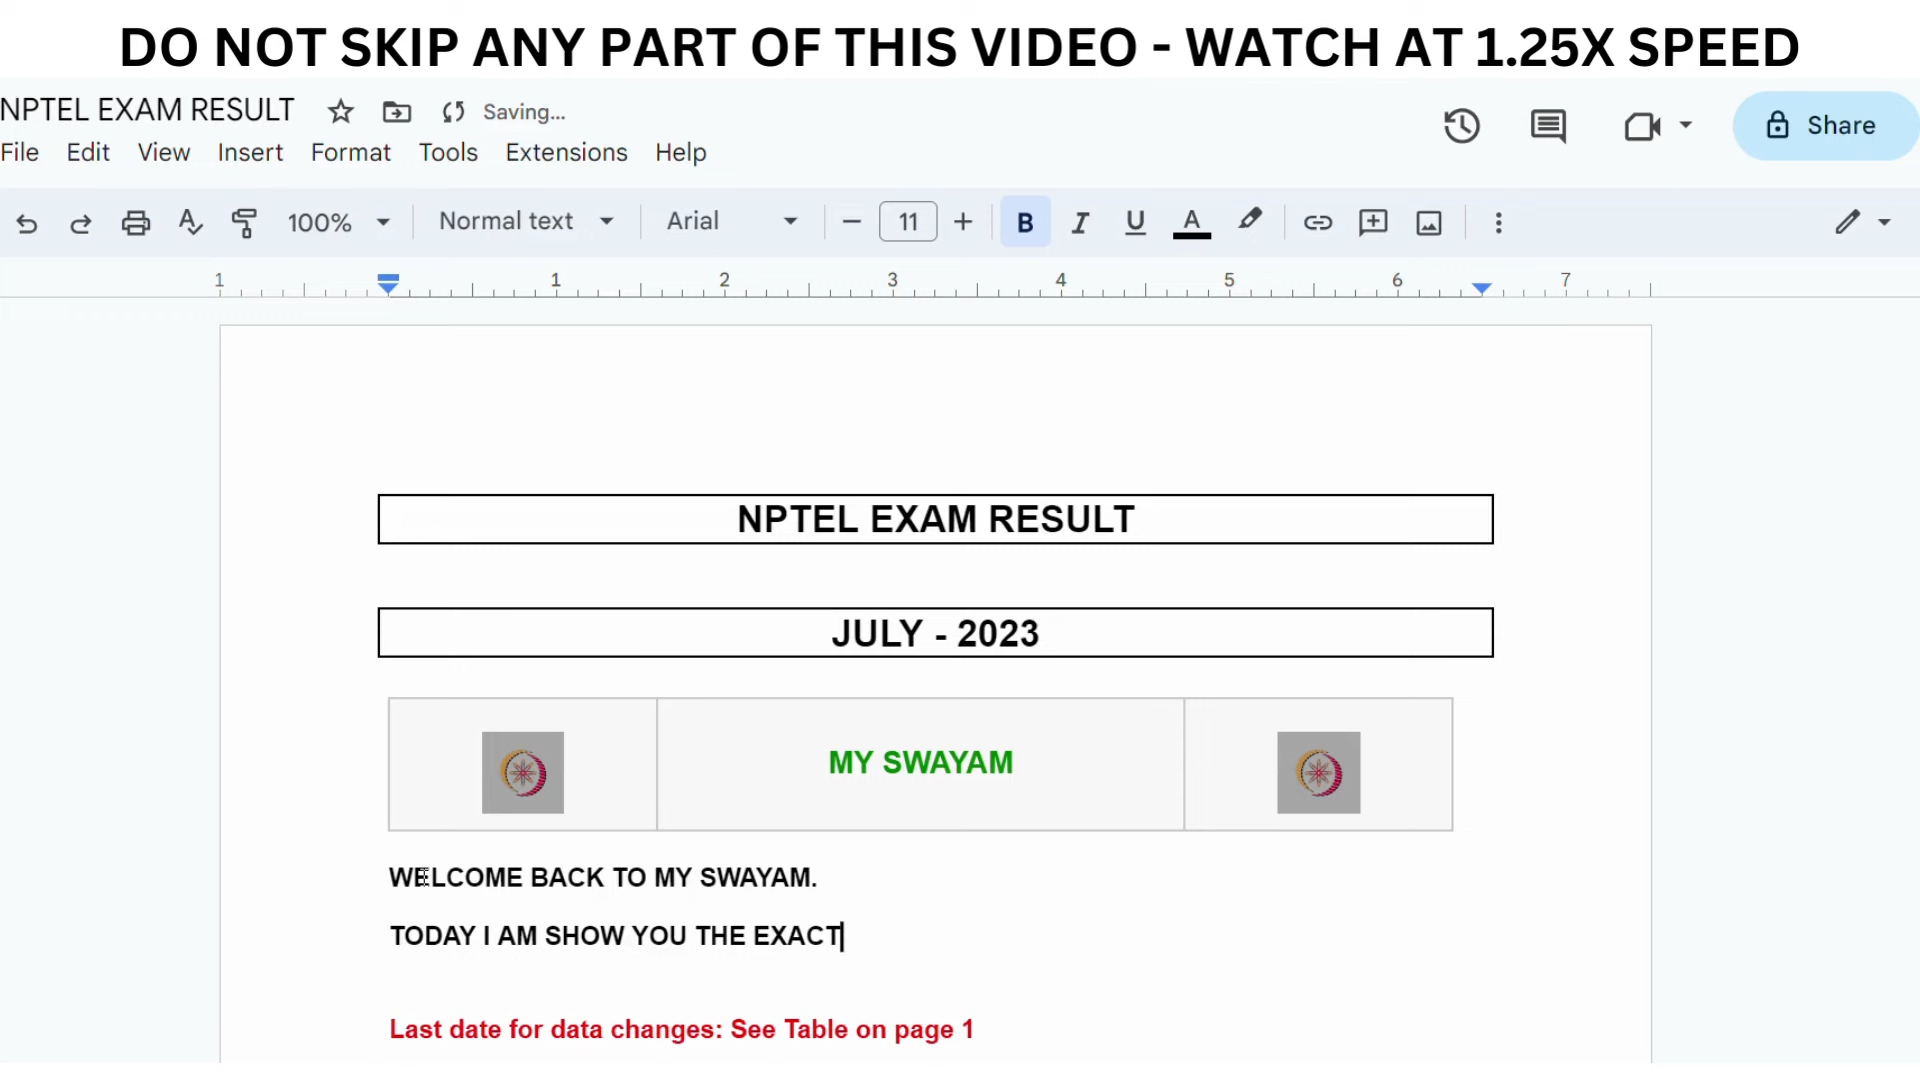 DO NOT SKIP ANY PART OF THIS VIDEO - WATCH AT 1.25X SPEED
NPTEL EXAM RESULT Saving...
File Edit View Insert Format Tools Extensions Help
Share
100% Normal text Arial 11 B I U A
1 1 2 3 4 5 6 7
NPTEL EXAM RESULT
JULY - 2023
MY SWAYAM
WELCOME BACK TO MY SWAYAM.
TODAY I AM SHOW YOU THE EXACT
Last date for data changes: See Table on page 1